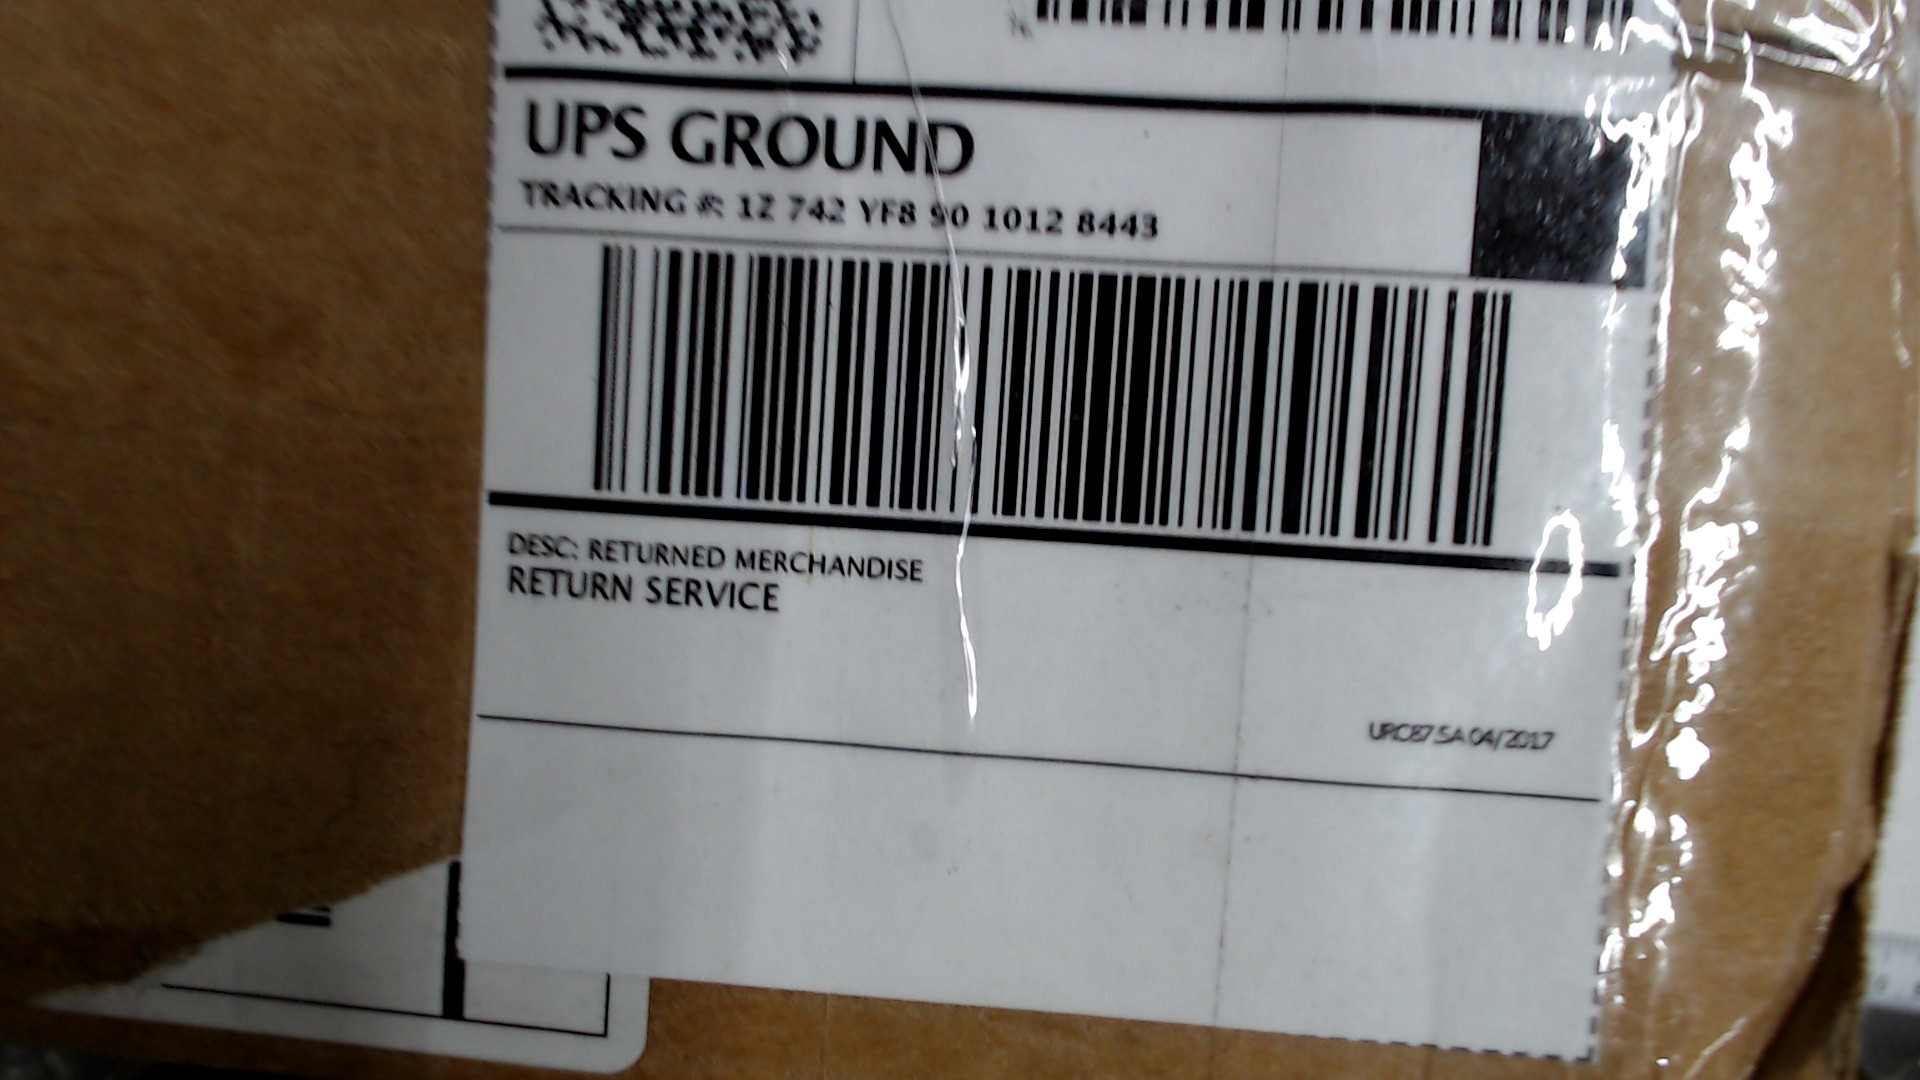 UPS GROUND
TRACKING #: 1Z 742 YF8 90 1012 8443
DESC: RETURNED MERCHANDISE
RETURN SERVICE
URC87.5A 04/2017